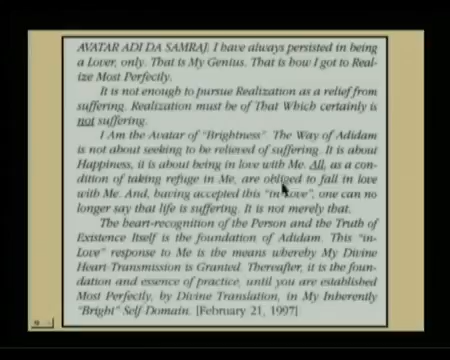 AVATAR ADI DA SAMRAJ: I have always persisted in being
a Lover, only. That is My Genius. That is how I got to Real-
ize Most Perfectly.
It is not enough to pursue Realization as a relief from
suffering. Realization must be of That Which certainly is
not suffering.
I Am the Avatar of "Brightness". The Way of Adidam
is not about seeking to be relieved of suffering. It is about
Happiness, it is about being in love with Me. All, as a con-
dition of taking refuge in Me, are obliged to fall in love
with Me. And, having accepted this "in-Love", one can no
longer say that life is suffering. It is not merely that.
The heart-recognition of the Person and the Truth of
Existence Itself is the foundation of Adidam. This "in-
Love" response to Me is the means whereby My Divine
Heart-Transmission is Granted. Thereafter, it is the foun-
dation and essence of practice, until you are established
Most Perfectly, by Divine Translation, in My Inherently
"Bright" Self-Domain. [February 21, 1997]